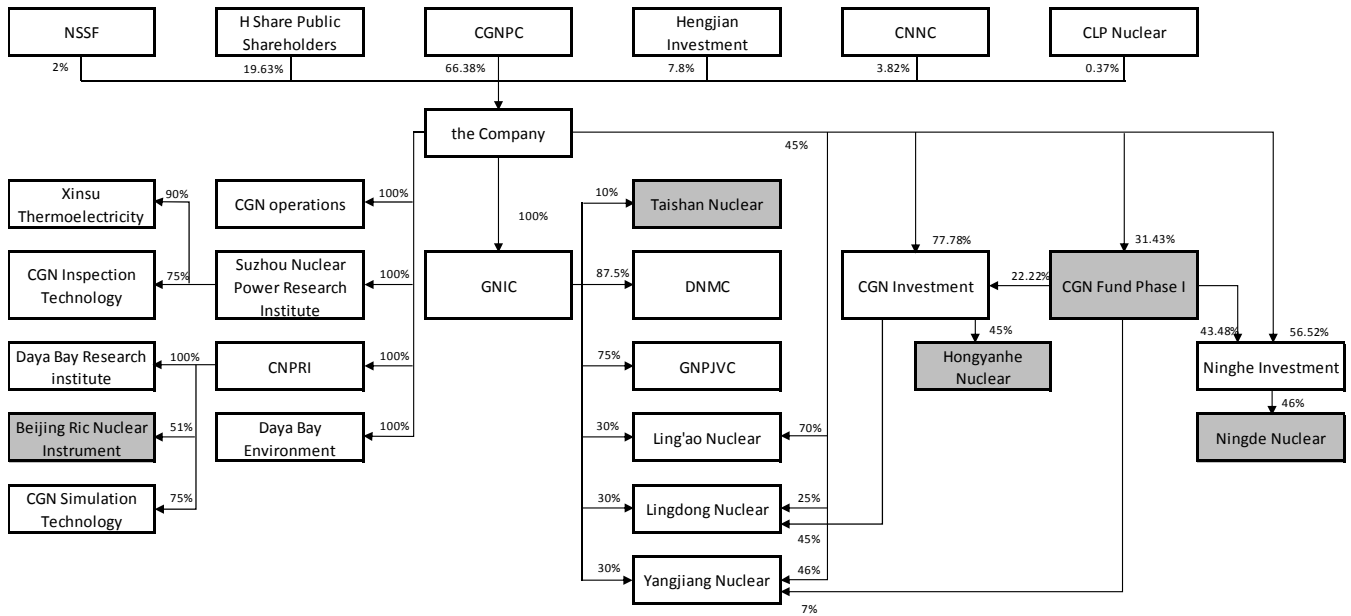 NSSF
H Share Public
Shareholders
CGNPC
Hengjian
Investment
CNNC
CLP Nuclear
2%
19.63%
66.38%
7.8%
3.82%
0.37%
the Company
45%
Xinsu
Thermoelectricity
90%
CGN operations
100%
100%
10%
Taishan Nuclear
77.78%
31.43%
CGN Inspection
Technology
75%
Suzhou Nuclear
Power Research
Institute
100%
GNIC
87.5%
DNMC
CGN Investment
22.22%
CGN Fund Phase I
43.48%
56.52%
Daya Bay Research
institute
100%
CNPRI
100%
75%
GNPJVC
45%
Hongyanhe
Nuclear
Ninghe Investment
46%
Beijing Ric Nuclear
Instrument
51%
Daya Bay
Environment
100%
30%
Ling'ao Nuclear
70%
Ningde Nuclear
CGN Simulation
Technology
75%
30%
Lingdong Nuclear
25%
45%
30%
Yangjiang Nuclear
46%
7%